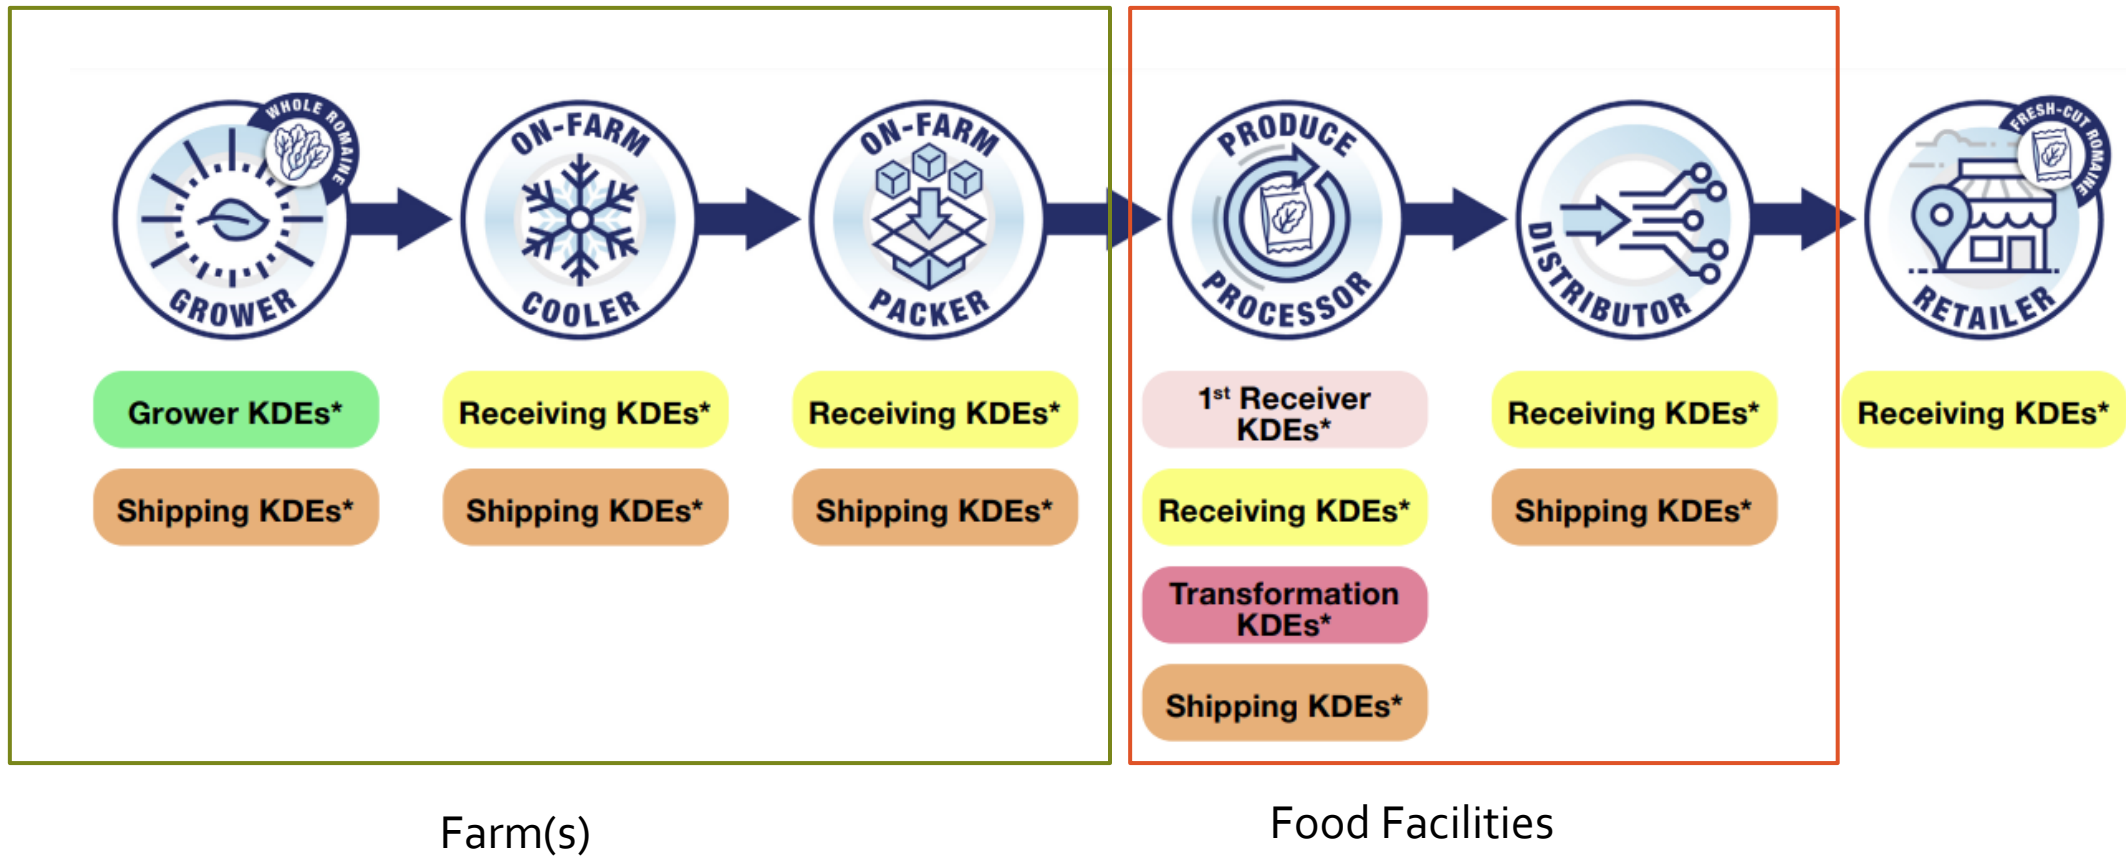 WHOLE ROMAINE
GROWER
ON-FARM
COOLER
ON-FARM
PACKER
PRODUCE
PROCESSOR
DISTRIBUTOR
FRESH-CUT ROMAINE
RETAILER
Grower KDEs*
Shipping KDEs*
Receiving KDEs*
Shipping KDEs*
Receiving KDEs*
Shipping KDEs*
1st Receiver
KDEs*
Receiving KDEs*
Transformation
KDEs*
Shipping KDEs*
Receiving KDEs*
Shipping KDEs*
Receiving KDEs*
Farm(s)
Food Facilities